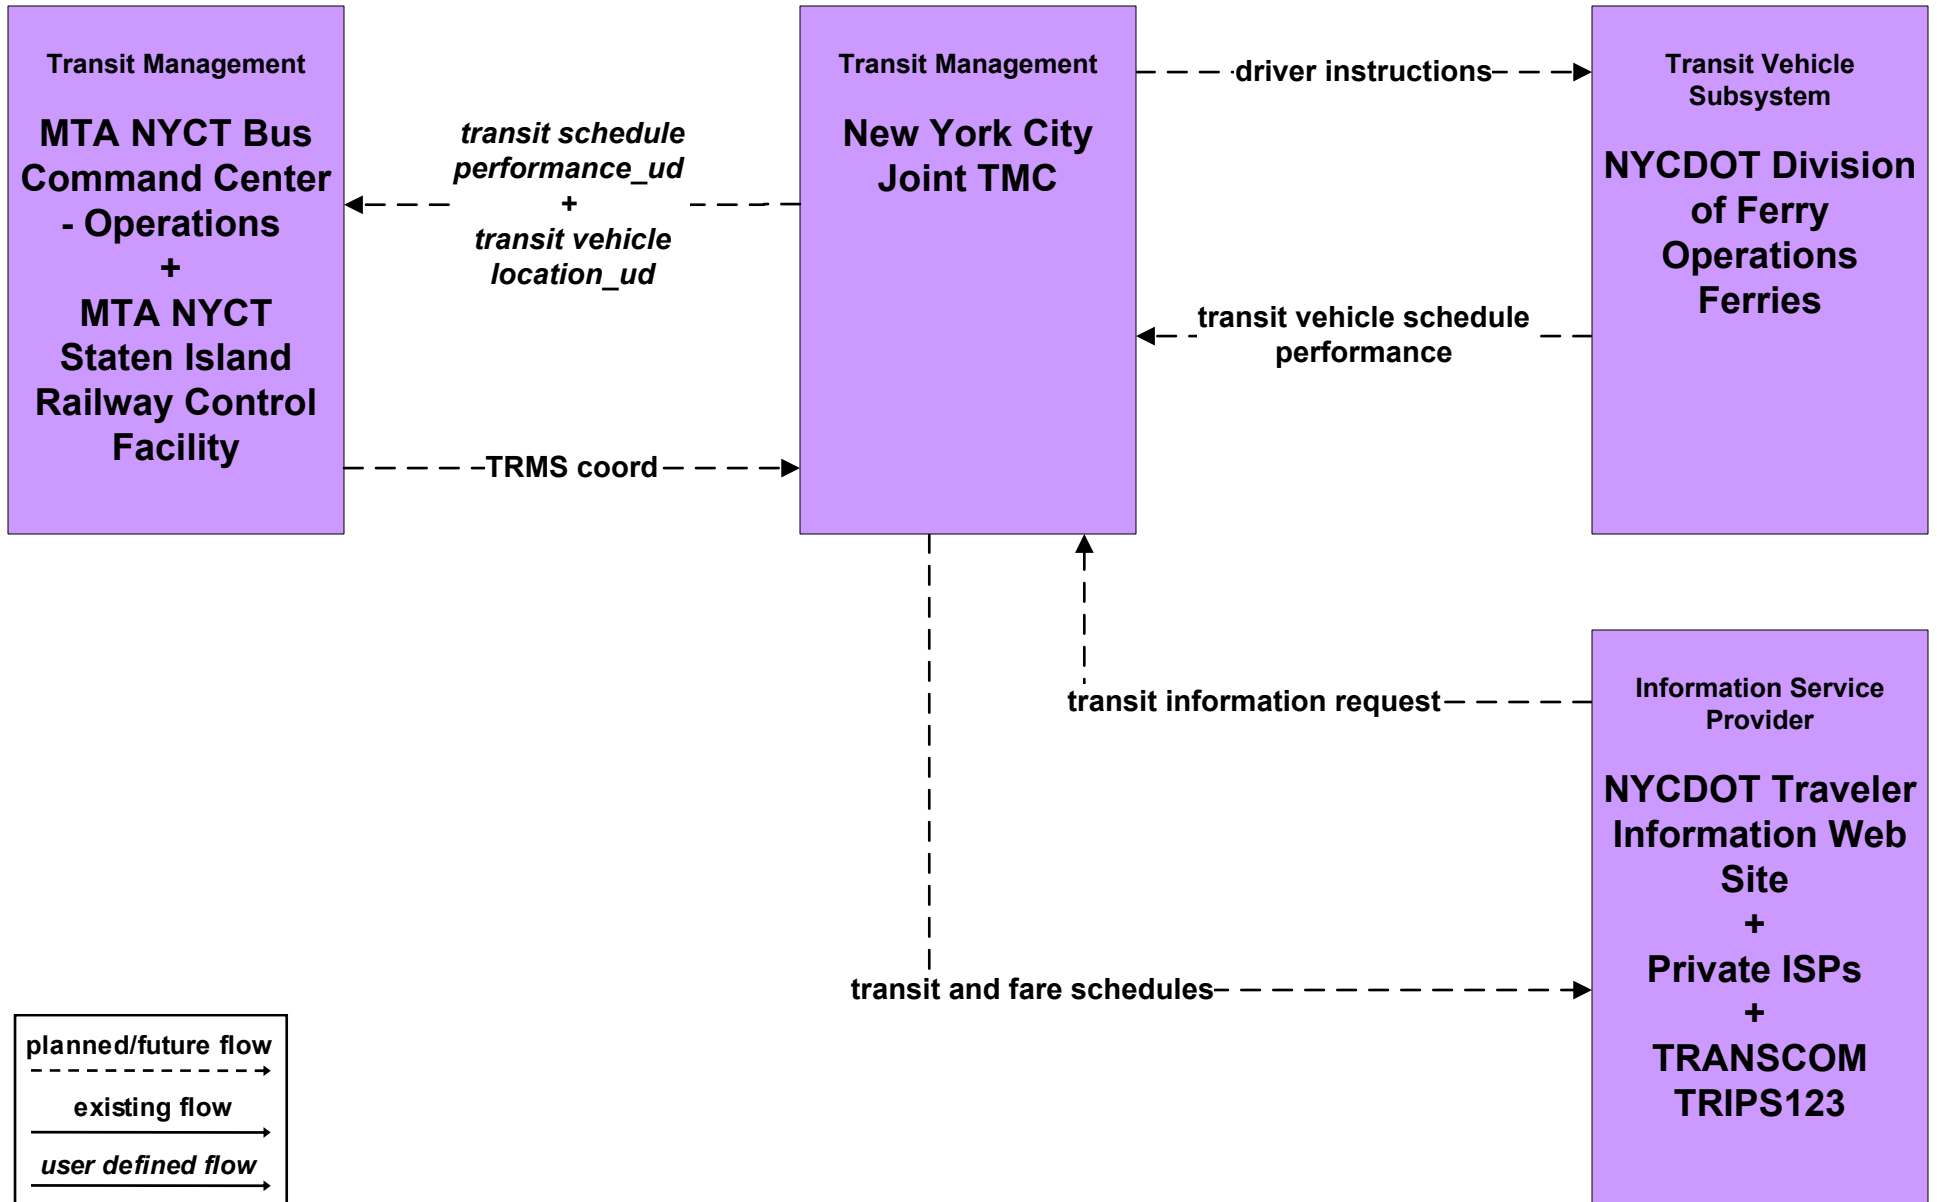 Transit Management
MTA NYCT Bus
Command Center
- Operations
+
MTA NYCT
Staten Island
Railway Control
Facility
transit schedule
performance_ud
+
transit vehicle
location_ud
TRMS coord
Transit Management
New York City
Joint TMC
driver instructions
transit vehicle schedule
performance
Transit Vehicle
Subsystem
NYCDOT Division
of Ferry
Operations
Ferries
transit information request
transit and fare schedules
Information Service
Provider
NYCDOT Traveler
Information Web
Site
+
Private ISPs
+
TRANSCOM
TRIPS123
planned/future flow
existing flow
user defined flow